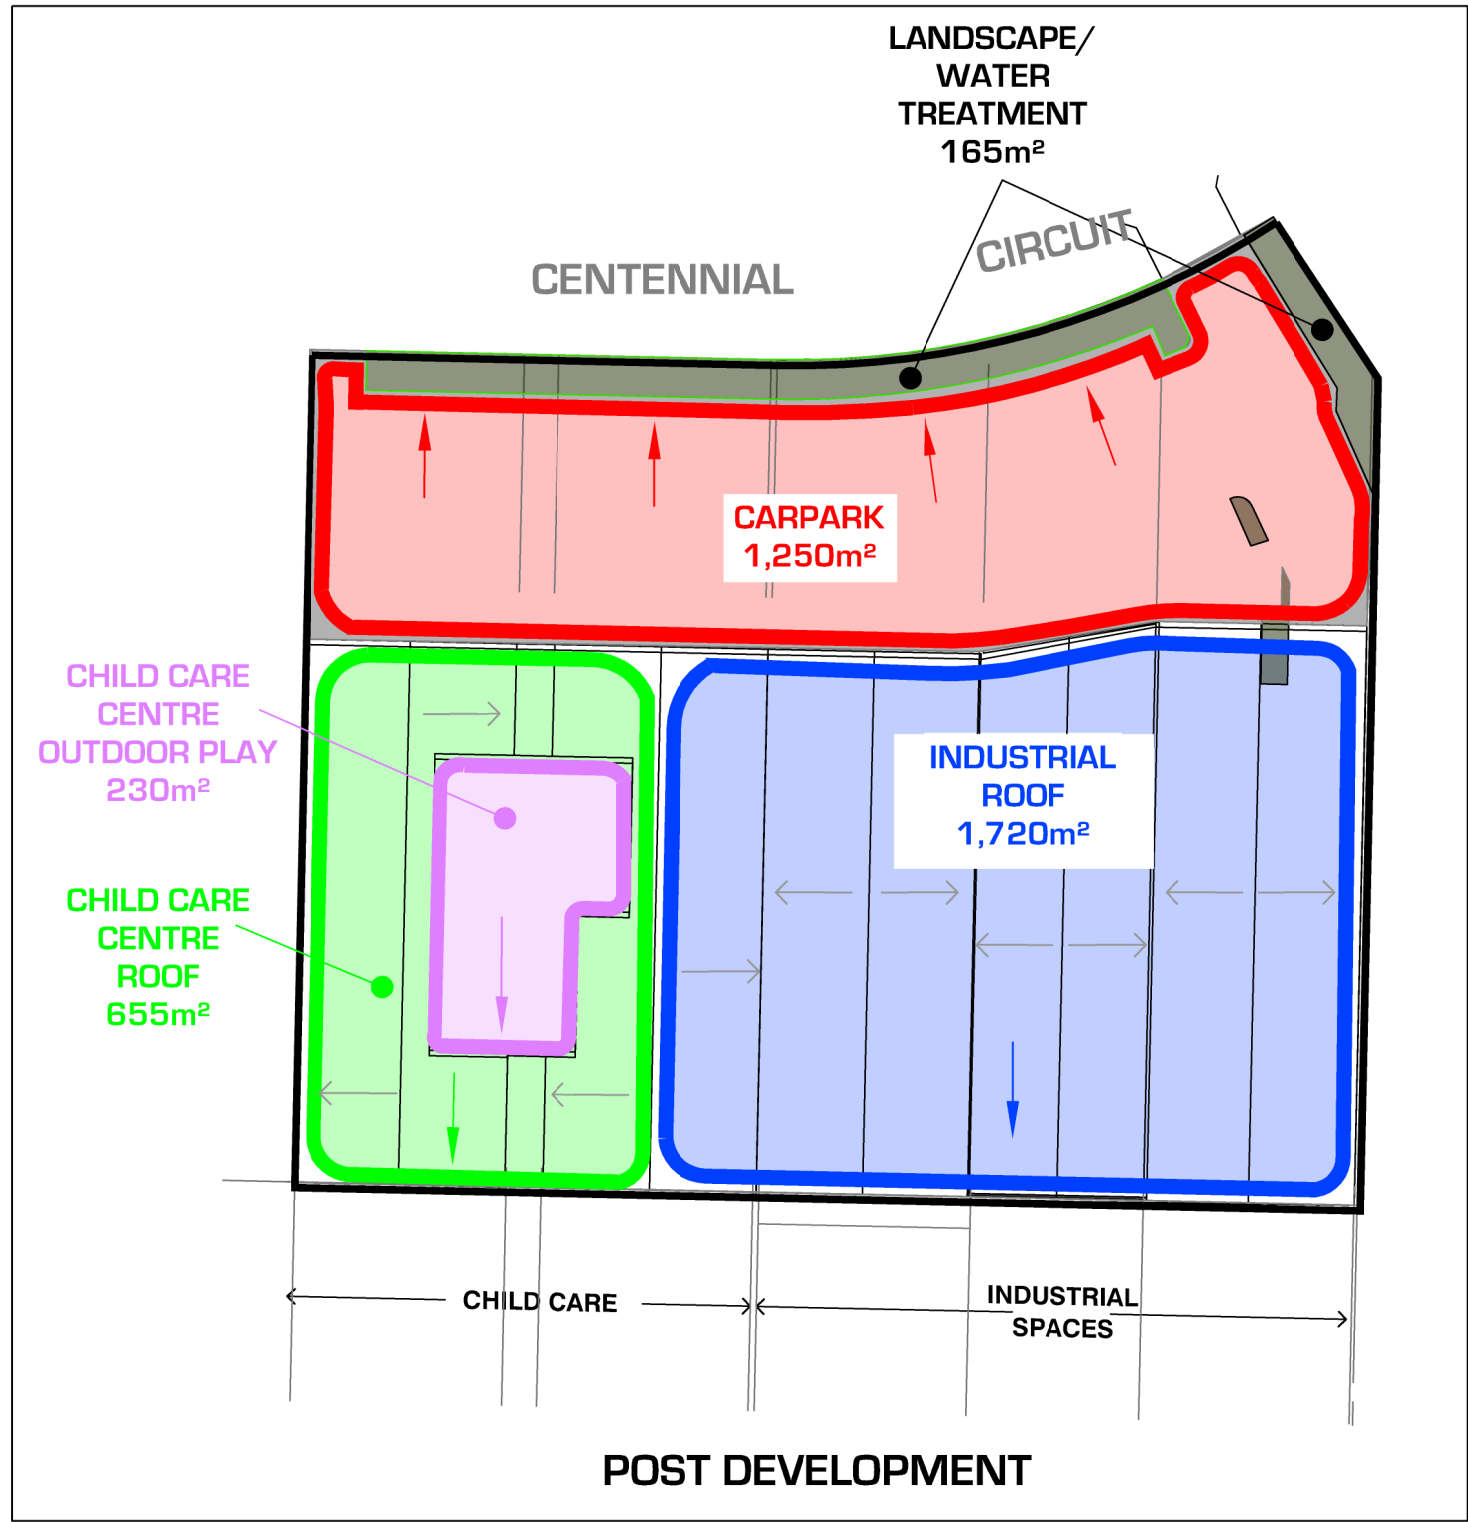 LANDSCAPE/
WATER
TREATMENT
165m²
CENTENNIAL
CIRCUIT
CARPARK
1,250m²
CHILD CARE
CENTRE
OUTDOOR PLAY
230m²
INDUSTRIAL
ROOF
1,720m²
CHILD CARE
CENTRE
ROOF
655m²
CHILD CARE
INDUSTRIAL
SPACES
POST DEVELOPMENT